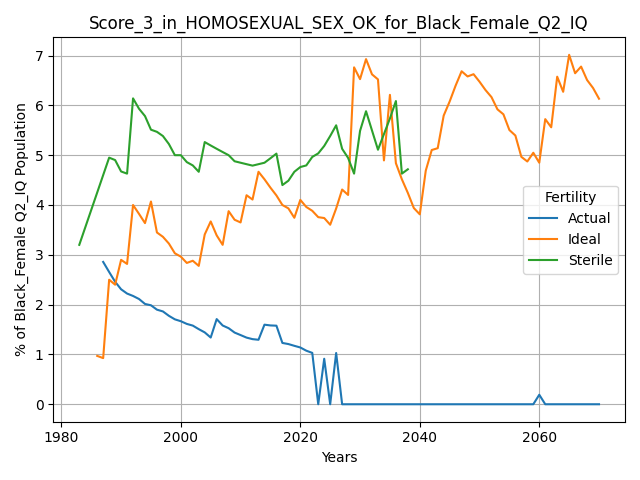 Score_3_in_HOMOSEXUAL_SEX_OK_for_Black_Female_Q2_IQ
% of Black_Female Q2_IQ Population
7
6
5
4
3
2
1
0
Fertility
Actual
Ideal
Sterile
1980 2000 2020 2040 2060
Years